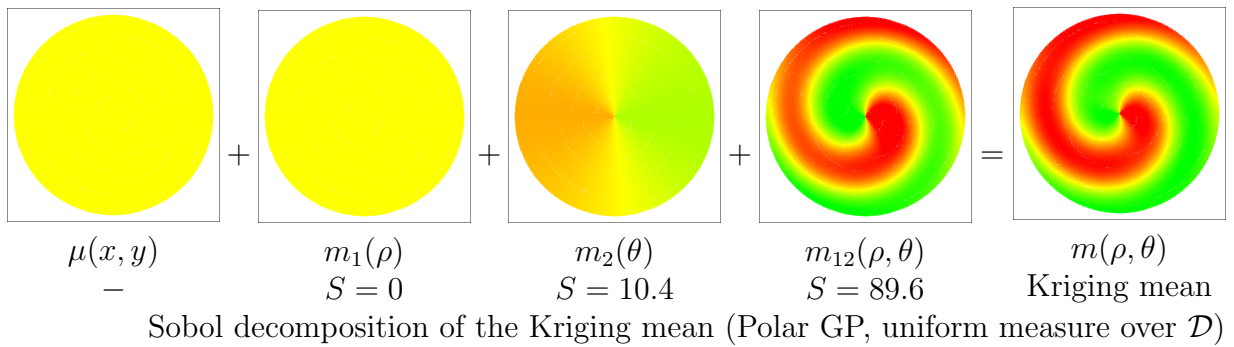 + + + =
μ(x, y) m₁(ρ) m₂(θ) m₁₂(ρ, θ) m(ρ, θ)
− S = 0 S = 10.4 S = 89.6 Kriging mean
Sobol decomposition of the Kriging mean (Polar GP, uniform measure over 𝒟)